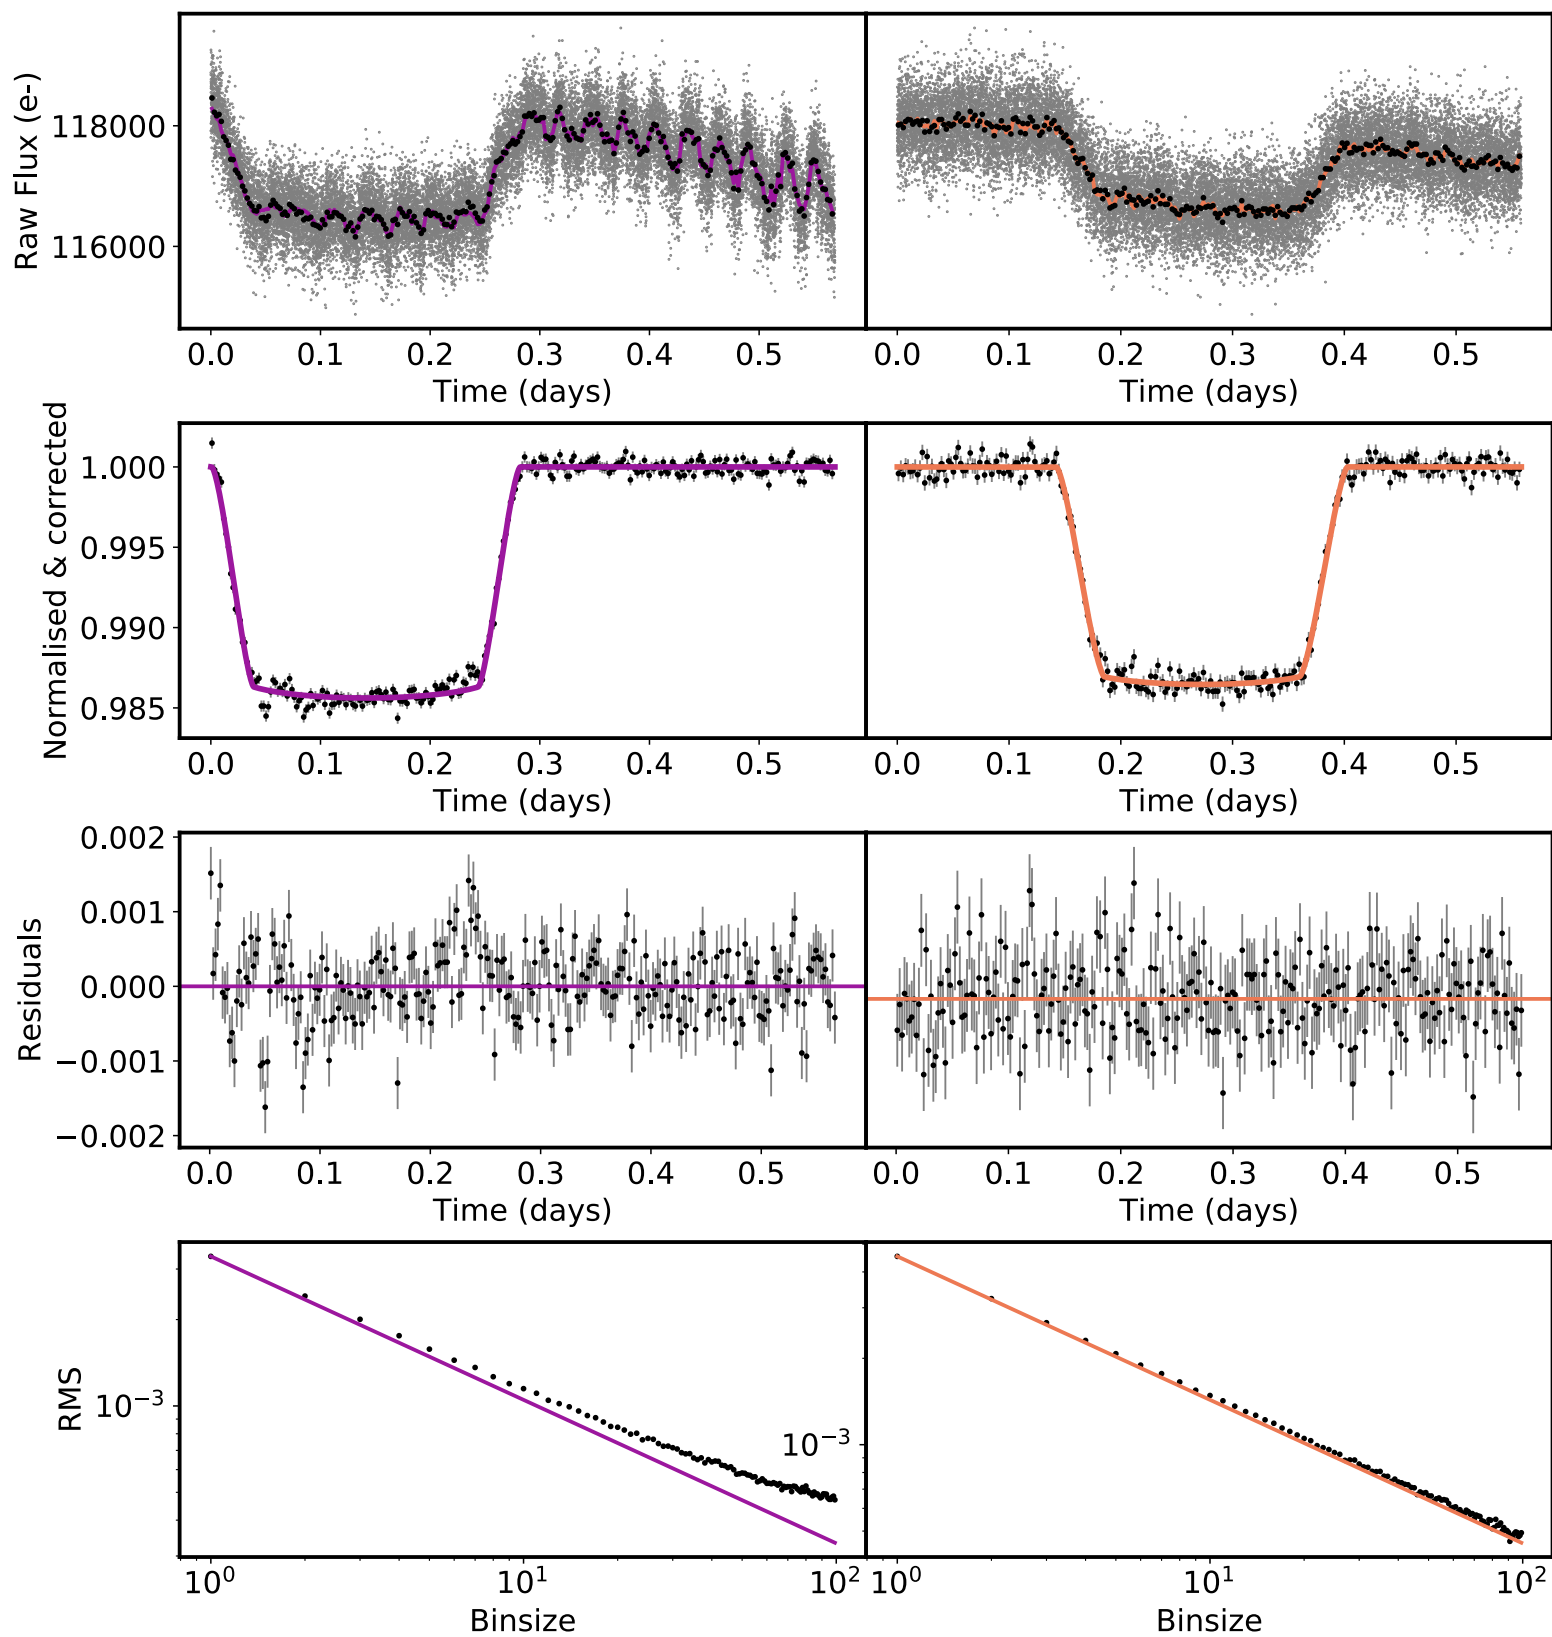 Raw Flux (e-)
118000
116000
0.0 0.1 0.2 0.3 0.4 0.5
Time (days)
0.0 0.1 0.2 0.3 0.4 0.5
Time (days)
Normalised & corrected
1.000
0.995
0.990
0.985
0.0 0.1 0.2 0.3 0.4 0.5
Time (days)
0.0 0.1 0.2 0.3 0.4 0.5
Time (days)
Residuals
0.002
0.001
0.000
−0.001
−0.002
0.0 0.1 0.2 0.3 0.4 0.5
Time (days)
0.0 0.1 0.2 0.3 0.4 0.5
Time (days)
RMS
10⁻³
10⁰ 10¹ 10²
Binsize
10⁻³
10⁰ 10¹ 10²
Binsize